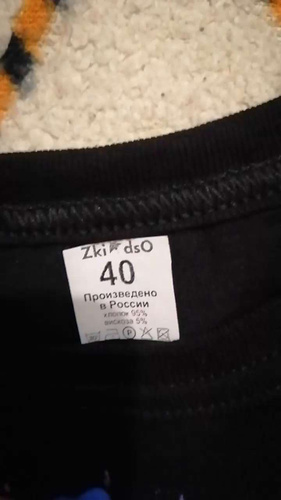 Zki dsO
40
Произведено
в России
хлопок 95%
вискоза 5%
P